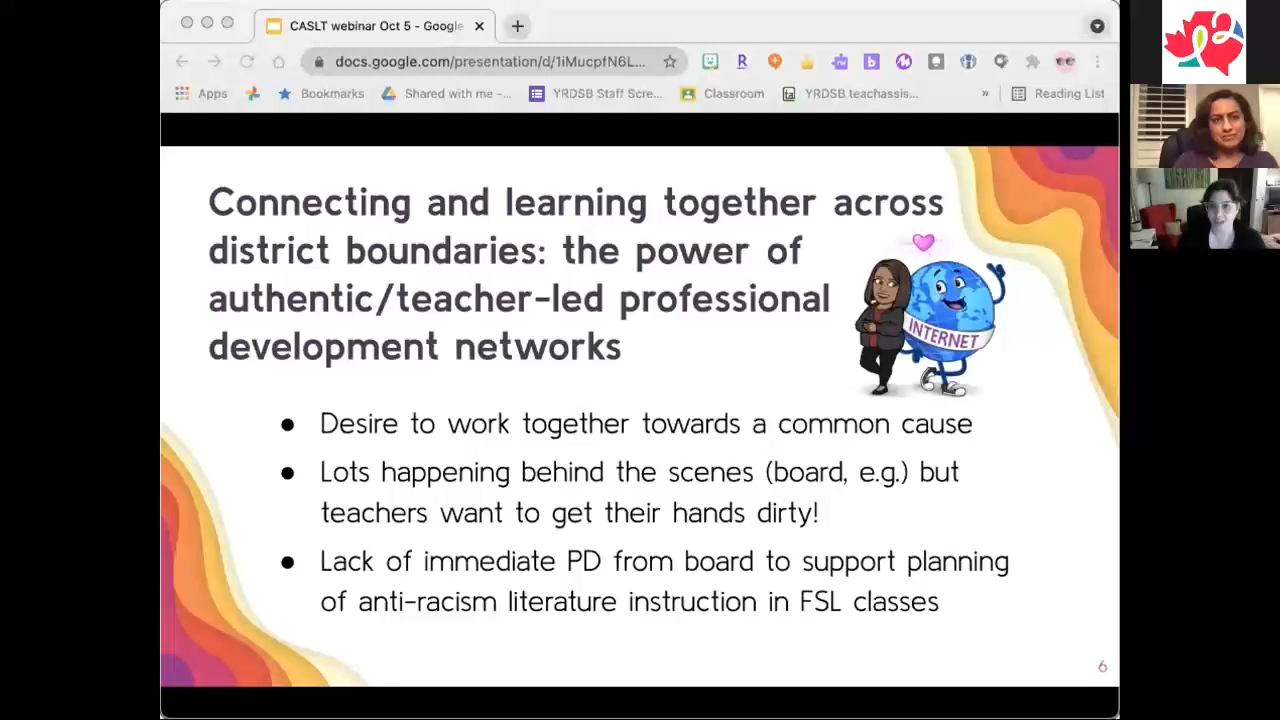 CASLT webinar Oct 5 - Google
docs.google.com/presentation/d/1iMucpfN6L...
Apps
Bookmarks
Shared with me -...
YRDSB Staff Scre...
Classroom
YRDSB teachassis...
»
Reading List
Connecting and learning together across
district boundaries: the power of
authentic/teacher-led professional
development networks
INTERNET
● Desire to work together towards a common cause
● Lots happening behind the scenes (board, e.g.) but
teachers want to get their hands dirty!
● Lack of immediate PD from board to support planning
of anti-racism literature instruction in FSL classes
6